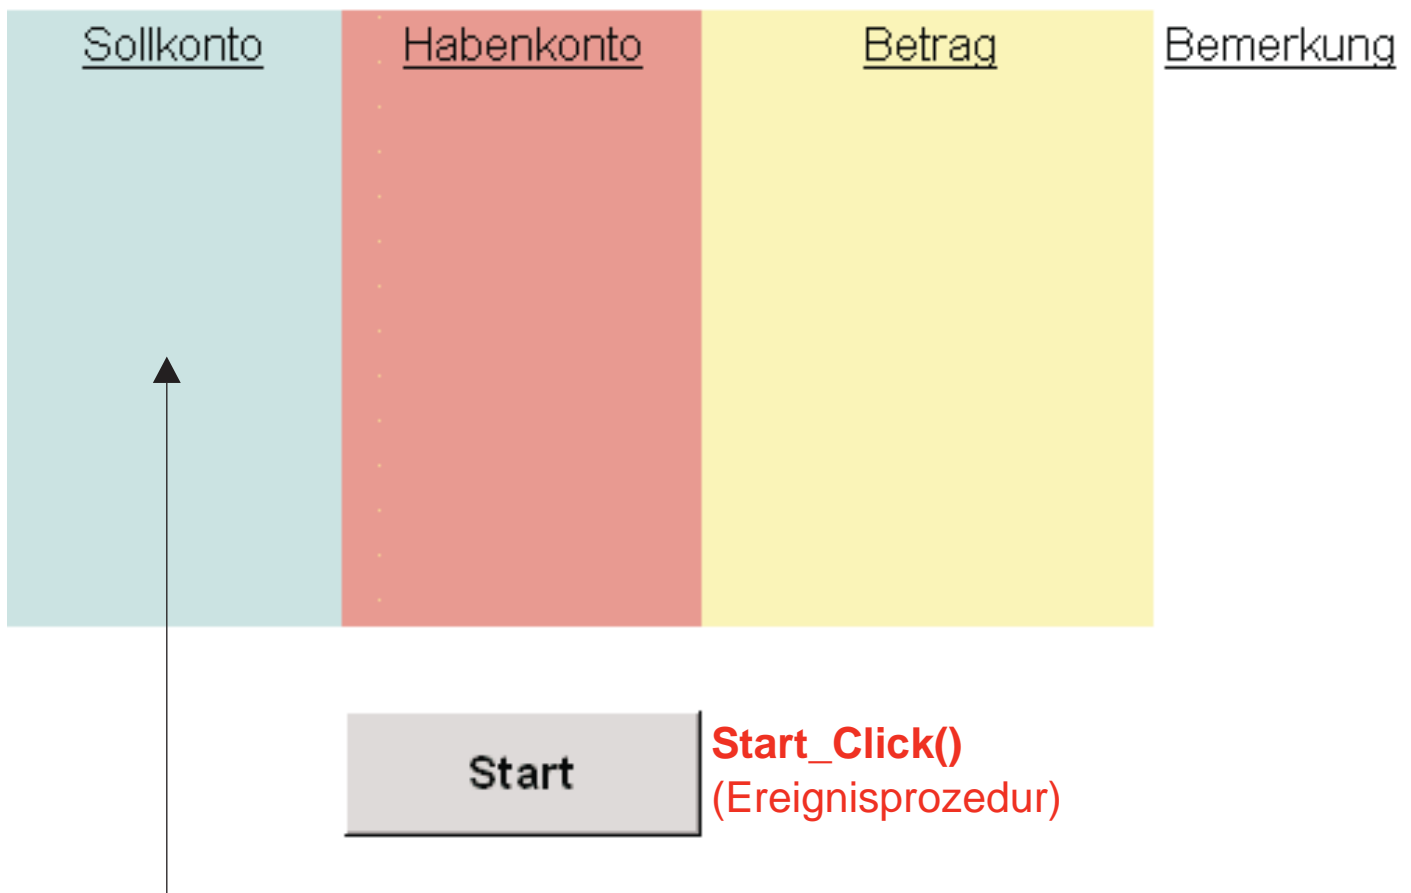 Sollkonto Habenkonto Betrag Bemerkung
Start
Start_Click()
(Ereignisprozedur)